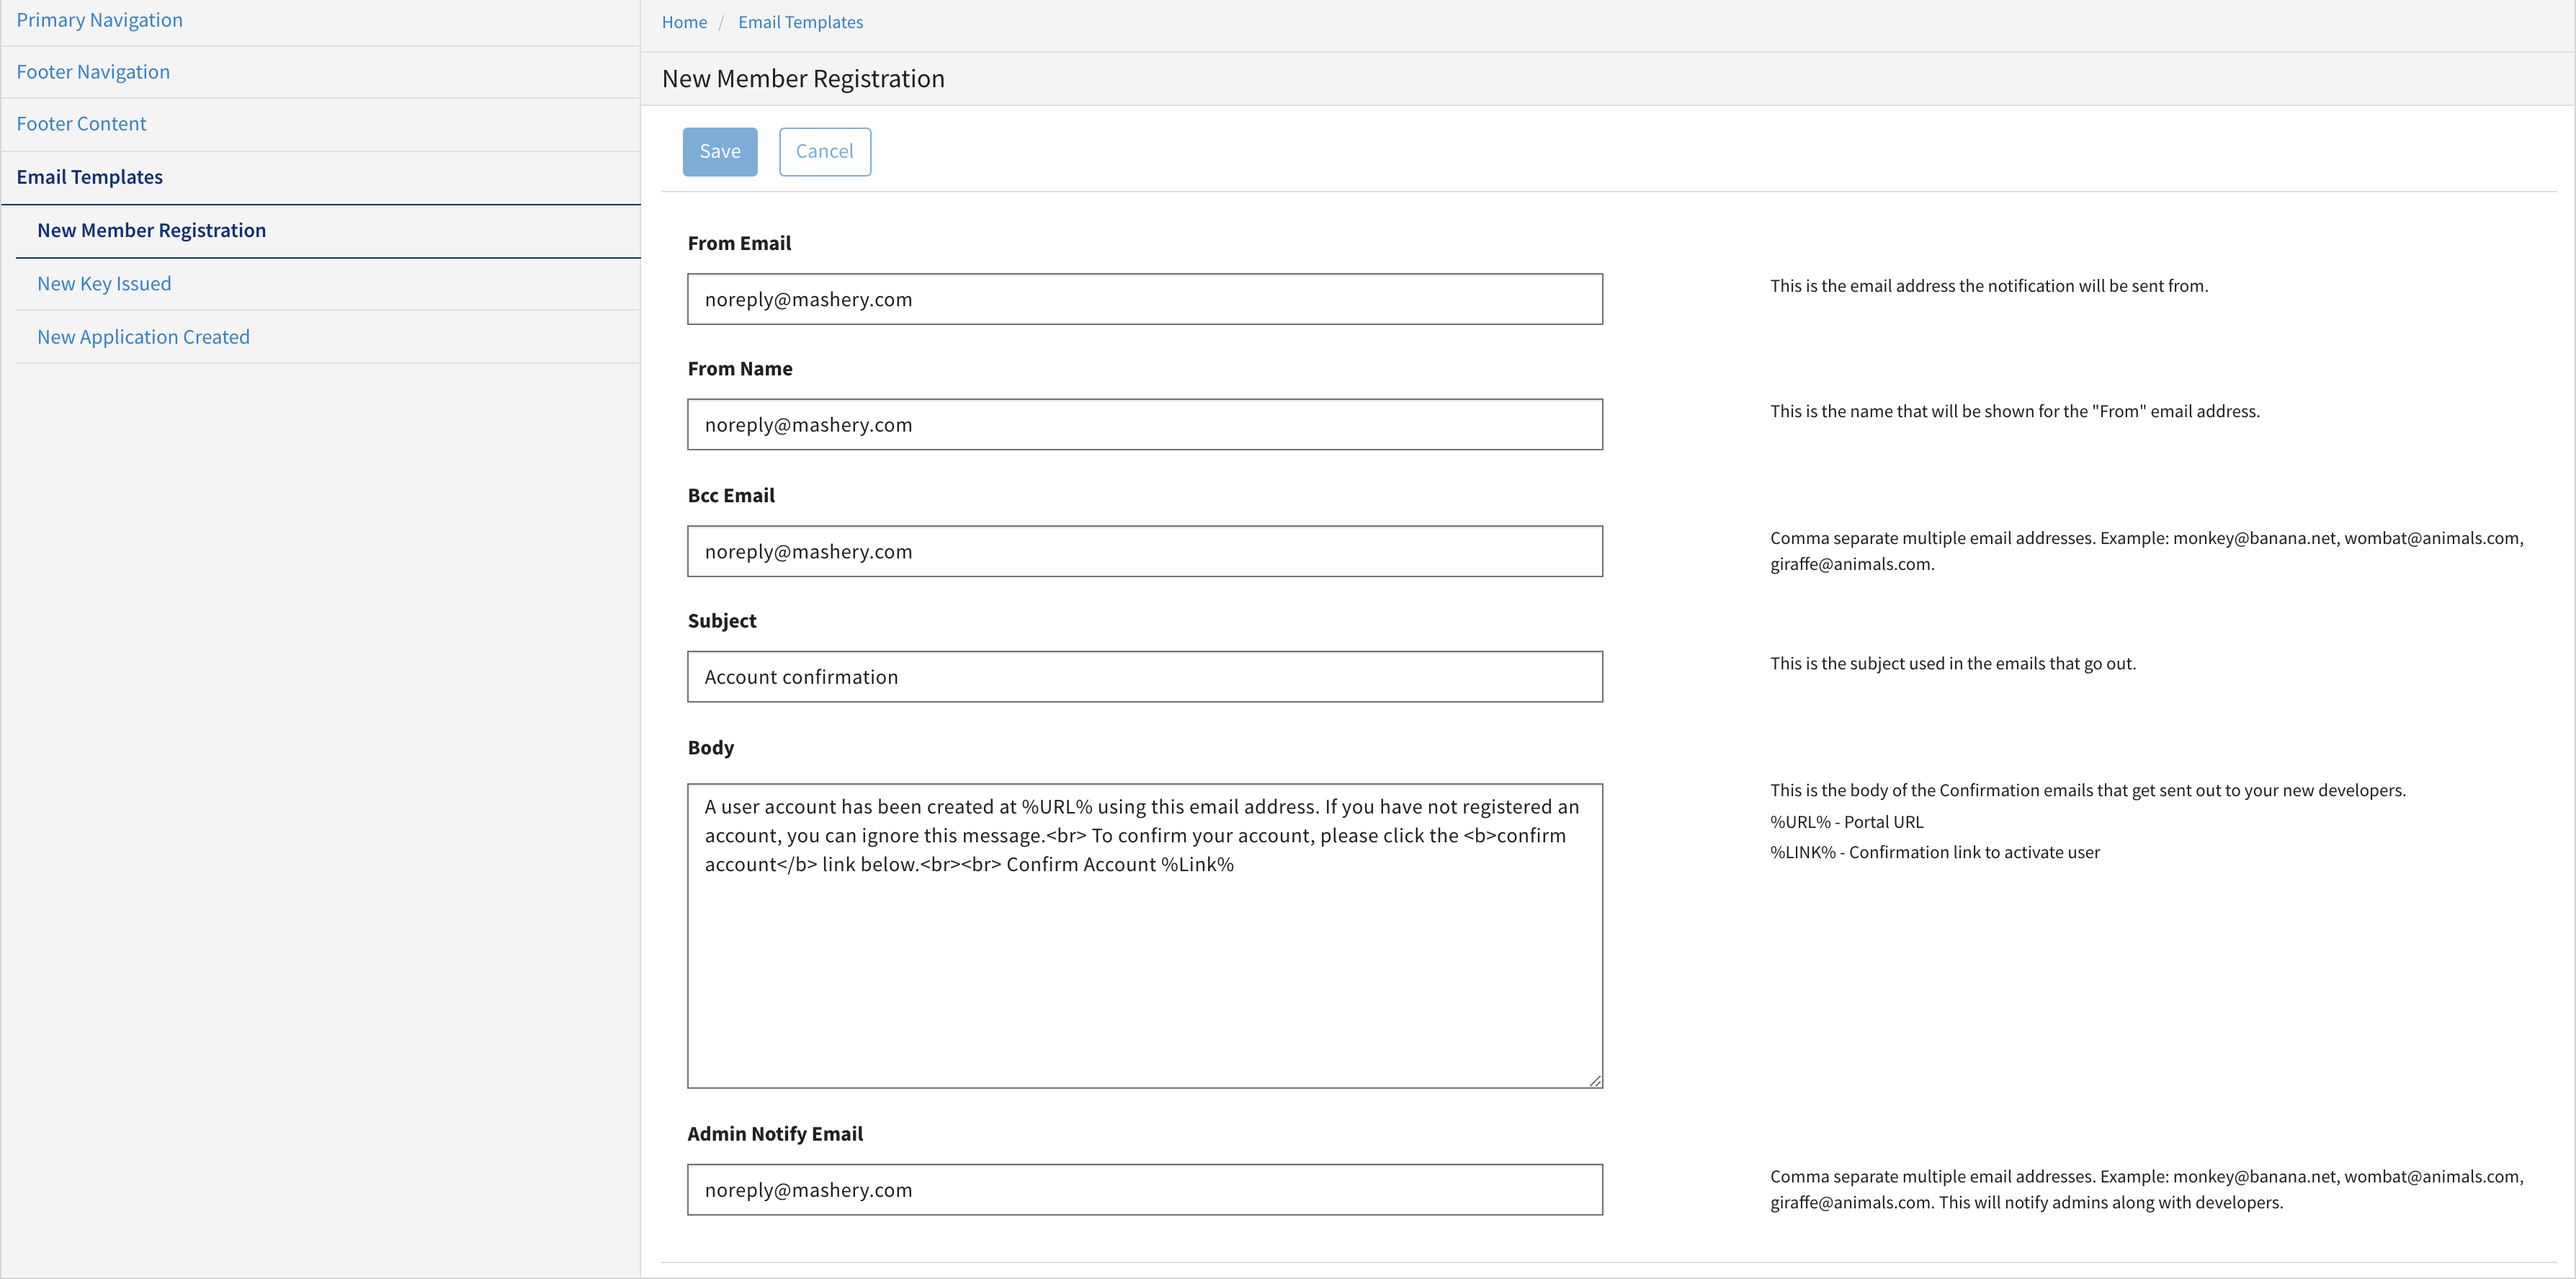 Primary Navigation
Footer Navigation
Footer Content
Email Templates
New Member Registration
New Key Issued
New Application Created
Home / Email Templates
New Member Registration
Save Cancel
From Email
noreply@mashery.com
This is the email address the notification will be sent from.
From Name
noreply@mashery.com
This is the name that will be shown for the "From" email address.
Bcc Email
noreply@mashery.com
Comma separate multiple email addresses. Example: monkey@banana.net, wombat@animals.com,
giraffe@animals.com.
Subject
Account confirmation
This is the subject used in the emails that go out.
Body
A user account has been created at %URL% using this email address. If you have not registered an
account, you can ignore this message.<br> To confirm your account, please click the <b>confirm
account</b> link below.<br><br> Confirm Account %Link%
This is the body of the Confirmation emails that get sent out to your new developers.
%URL% - Portal URL
%LINK% - Confirmation link to activate user
Admin Notify Email
noreply@mashery.com
Comma separate multiple email addresses. Example: monkey@banana.net, wombat@animals.com,
giraffe@animals.com. This will notify admins along with developers.